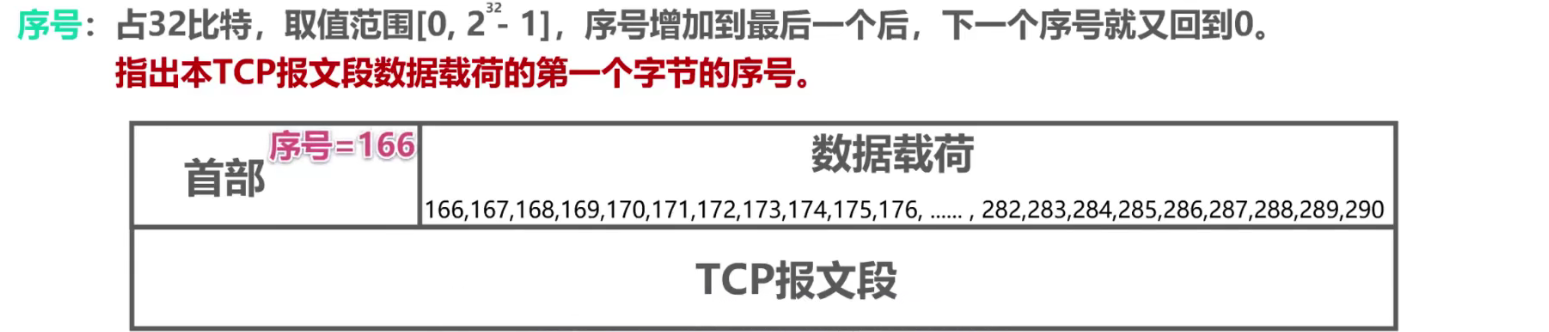 序号：占32比特，取值范围[0, 2³²- 1]，序号增加到最后一个后，下一个序号就又回到0。
指出本TCP报文段数据载荷的第一个字节的序号。
首部
序号=166
数据载荷
166,167,168,169,170,171,172,173,174,175,176, ...... , 282,283,284,285,286,287,288,289,290
TCP报文段